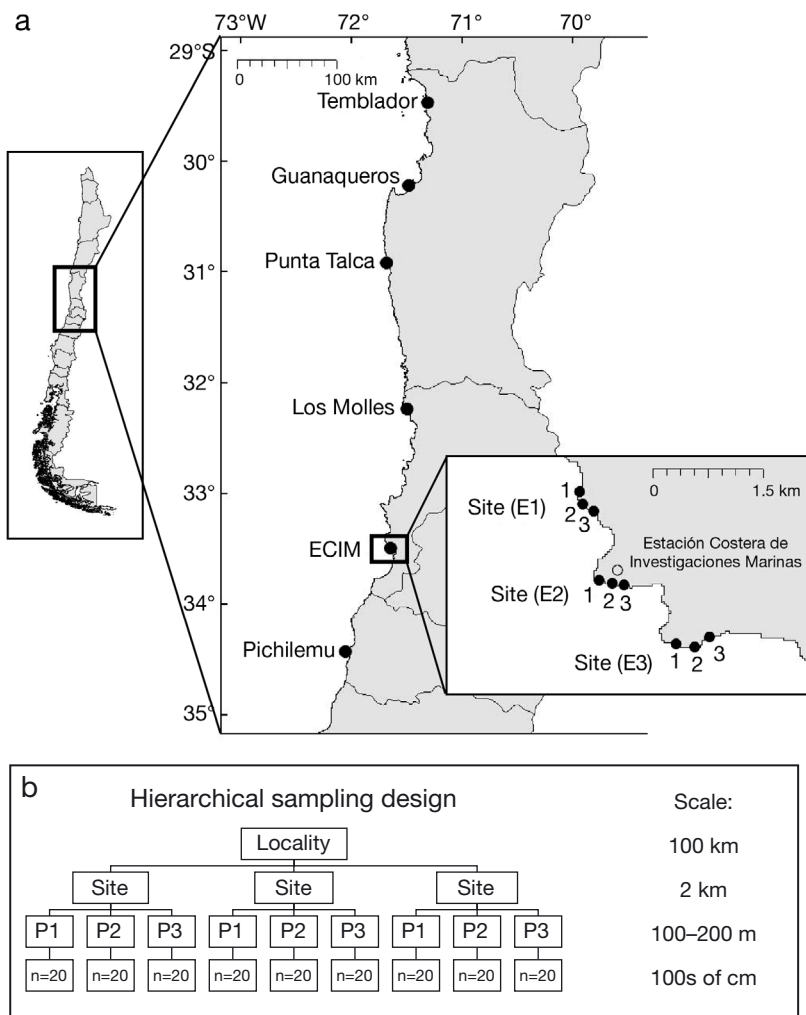 a
73°W 72° 71° 70°
29°S
0 100 km
Temblador
30°
Guanaqueros
Punta Talca
31°
32°
Los Molles
33°
0 1.5 km
1
Site (E1)
2
3
Estación Costera de
Investigaciones Marinas
ECIM
1
Site (E2)
2 3
34°
Pichilemu
Site (E3)
1 2 3
35°
b
Hierarchical sampling design
Scale:
Locality
100 km
Site Site Site
2 km
P1 P2 P3 P1 P2 P3 P1 P2 P3
100–200 m
n=20 n=20 n=20 n=20 n=20 n=20 n=20 n=20 n=20
100s of cm